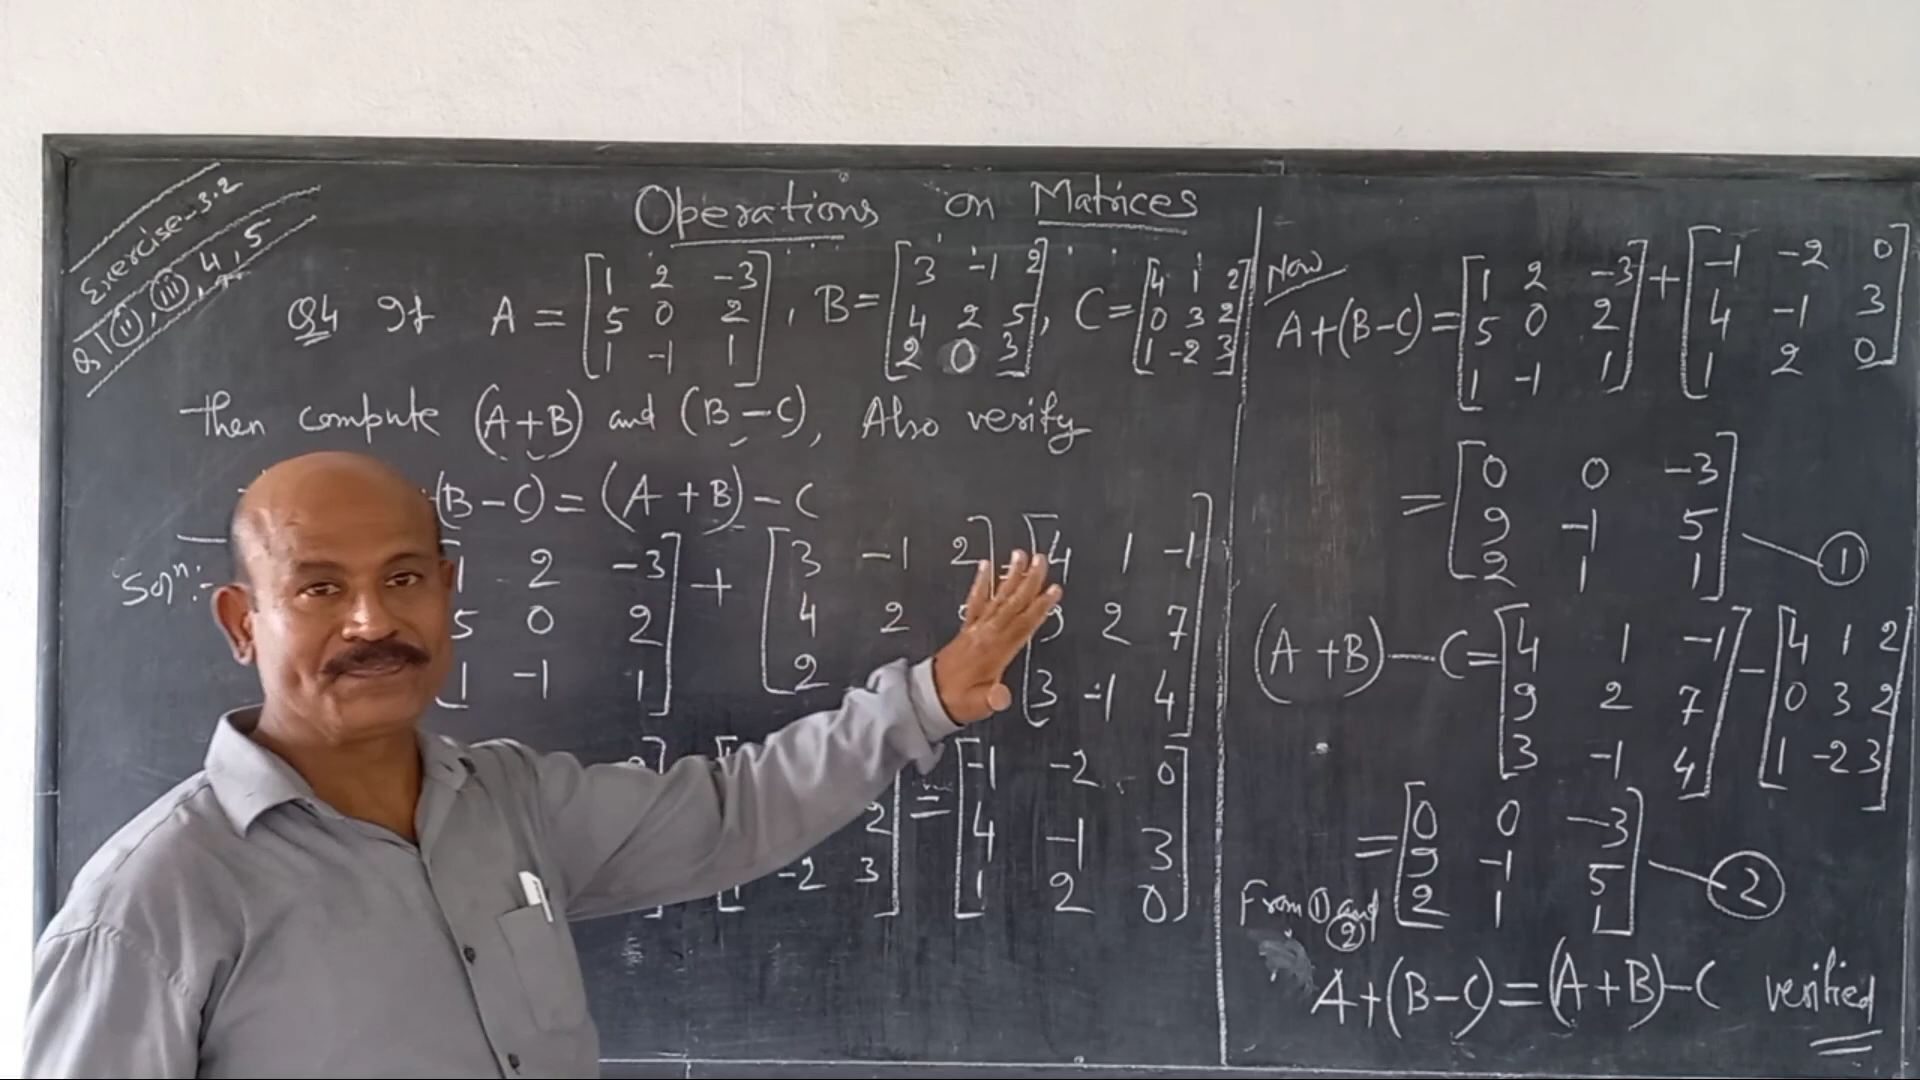 Exercise-3.2
Q1 (ii), (iii), 4, 5
Operations on Matrices
Q4 If A = [1 2 -3], B = [3 -1 2], C = [4 1 2]
[5 0 2] [4 2 5] [0 3 2]
[1 -1 1] [2 0 3] [1 -2 3]
then compute (A+B) and (B-C), Also verify
(B-C) = (A+B)-C
Solⁿ:- 1 2 -3] + [3 -1 2] = [4 1 -1]
5 0 2] [4 2 [9 2 7]
1 -1 1] [2 [3 -1 4]
= [-1 -2 0]
2] [4 -1 3]
[1 -2 3] [1 2 0]
Now
A+(B-C) = [1 2 -3] + [-1 -2 0]
[5 0 2] [4 -1 3]
[1 -1 1] [1 2 0]
= [0 0 -3]
[9 -1 5]
[2 1 1] ①
(A+B)-C = [4 1 -1] - [4 1 2]
[9 2 7] [0 3 2]
[3 -1 4] [1 -2 3]
= [0 0 -3]
[9 -1 5] ②
[2 1 1]
From ① and ②
A+(B-C) = (A+B)-C verified